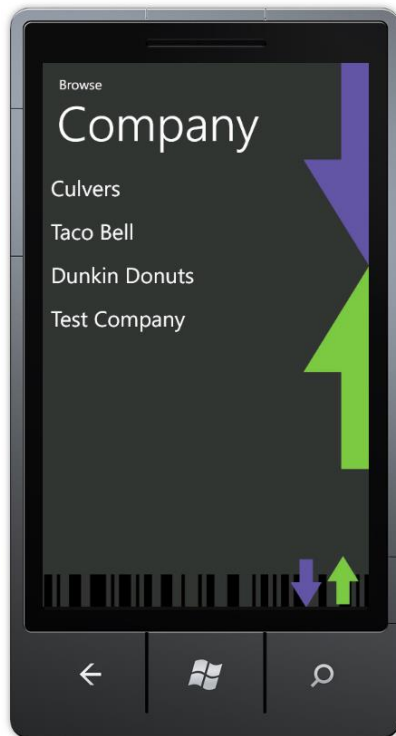 Browse
Company
Culvers
Taco Bell
Dunkin Donuts
Test Company